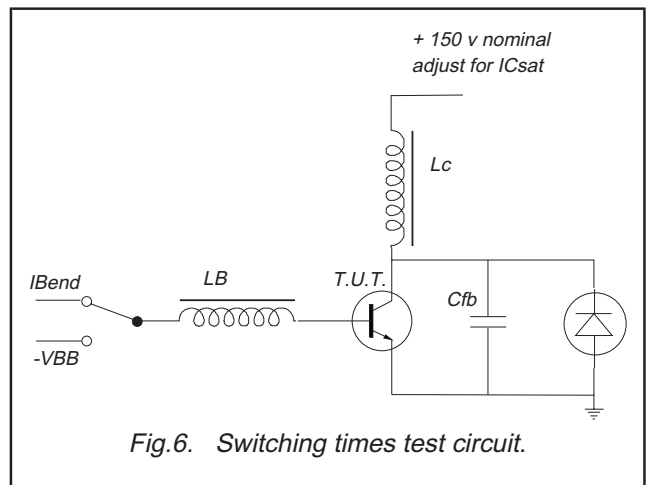 + 150 v nominal
adjust for ICsat
Lc
IBend
LB
T.U.T.
Cfb
-VBB
Fig.6. Switching times test circuit.